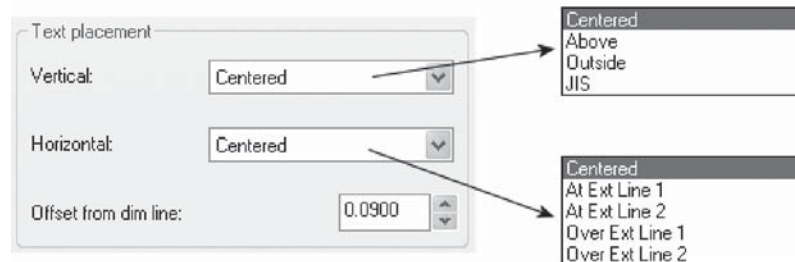 Text placement
Vertical:
Centered
Horizontal:
Centered
Offset from dim line:
0.0900
Centered
Above
Outside
JIS
Centered
At Ext Line 1
At Ext Line 2
Over Ext Line 1
Over Ext Line 2